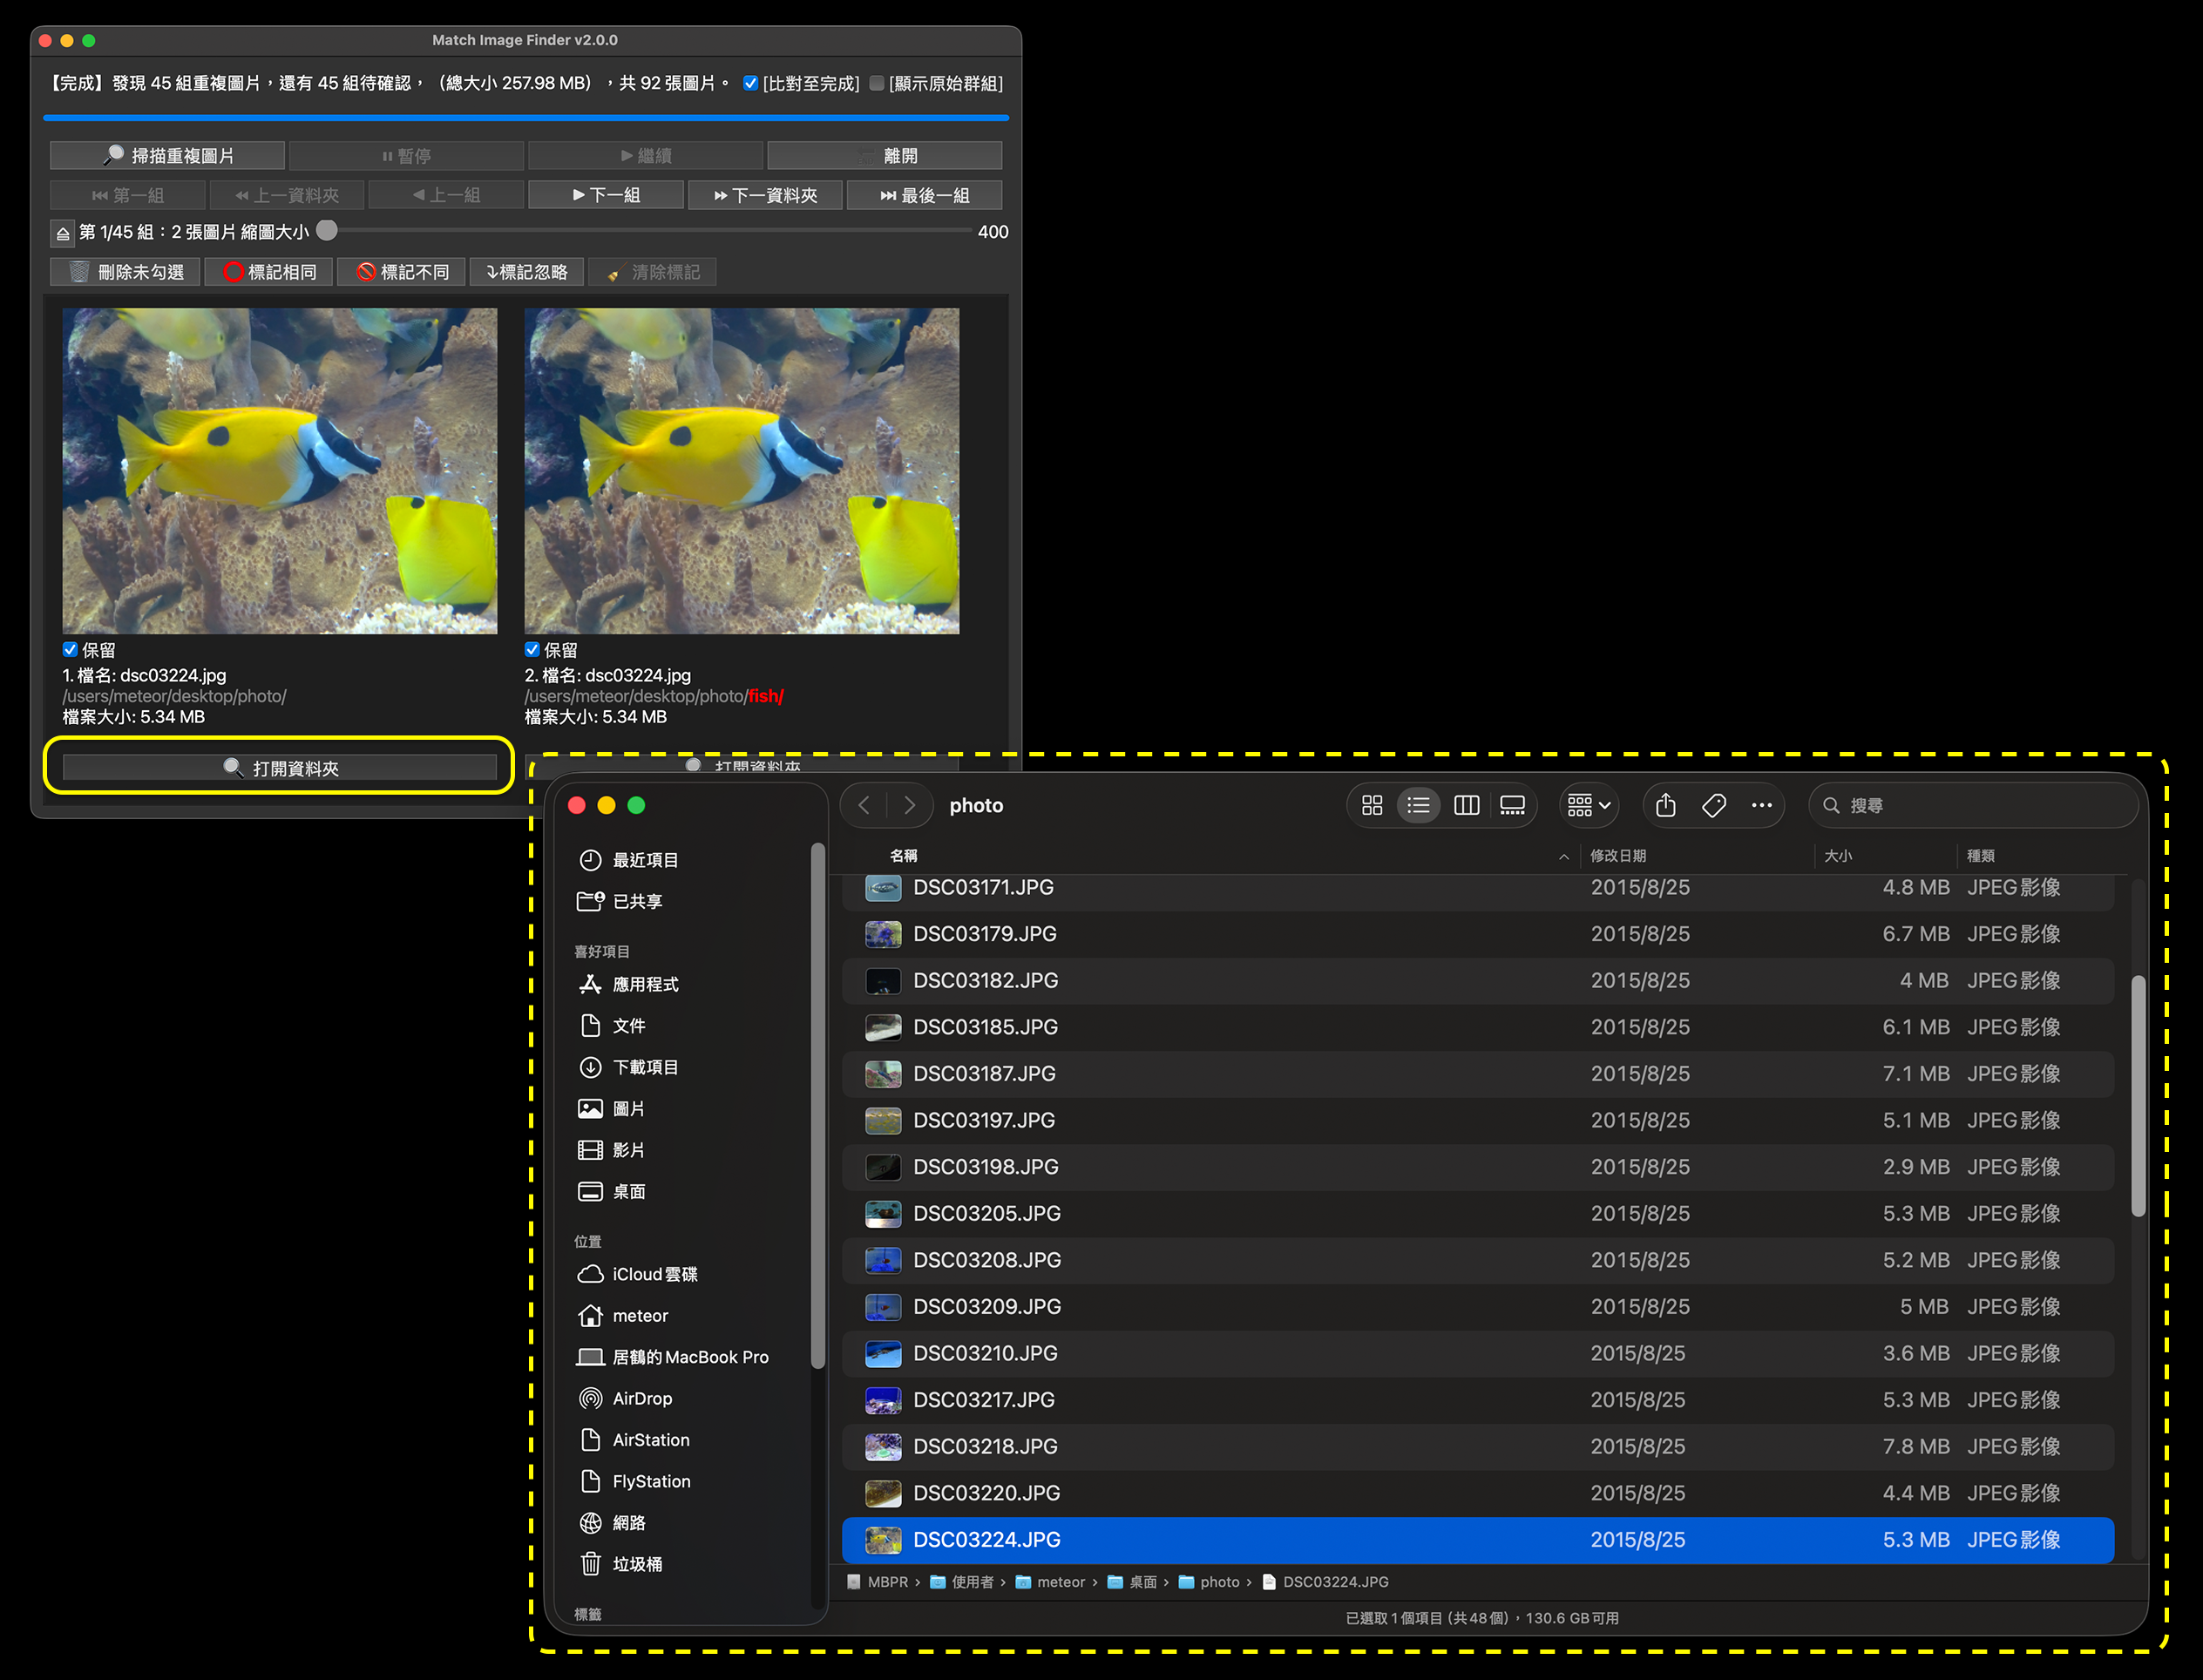 Match Image Finder v2.0.0
【完成】發現 45 組重複圖片，還有 45 組待確認，（總大小 257.98 MB），共 92 張圖片。 [比對至完成] [顯示原始群組]
掃描重複圖片 暫停 繼續 離開
第一組 上一資料夾 上一組 下一組 下一資料夾 最後一組
第 1/45 組：2 張圖片 縮圖大小 400
刪除未勾選 標記相同 標記不同 標記忽略 清除標記
保留 保留
1. 檔名: dsc03224.jpg 2. 檔名: dsc03224.jpg
/users/meteor/desktop/photo/ /users/meteor/desktop/photo/fish/
檔案大小: 5.34 MB 檔案大小: 5.34 MB
打開資料夾 打開資料夾
photo 搜尋
最近項目
已共享
喜好項目
應用程式
文件
下載項目
圖片
影片
桌面
位置
iCloud雲碟
meteor
居鶴的MacBook Pro
AirDrop
AirStation
FlyStation
網路
垃圾桶
標籤
名稱 修改日期 大小 種類
DSC03171.JPG 2015/8/25 4.8 MB JPEG影像
DSC03179.JPG 2015/8/25 6.7 MB JPEG影像
DSC03182.JPG 2015/8/25 4 MB JPEG影像
DSC03185.JPG 2015/8/25 6.1 MB JPEG影像
DSC03187.JPG 2015/8/25 7.1 MB JPEG影像
DSC03197.JPG 2015/8/25 5.1 MB JPEG影像
DSC03198.JPG 2015/8/25 2.9 MB JPEG影像
DSC03205.JPG 2015/8/25 5.3 MB JPEG影像
DSC03208.JPG 2015/8/25 5.2 MB JPEG影像
DSC03209.JPG 2015/8/25 5 MB JPEG影像
DSC03210.JPG 2015/8/25 3.6 MB JPEG影像
DSC03217.JPG 2015/8/25 5.3 MB JPEG影像
DSC03218.JPG 2015/8/25 7.8 MB JPEG影像
DSC03220.JPG 2015/8/25 4.4 MB JPEG影像
DSC03224.JPG 2015/8/25 5.3 MB JPEG影像
MBPR › 使用者 › meteor › 桌面 › photo › DSC03224.JPG
已選取 1 個項目 (共 48 個)，130.6 GB 可用